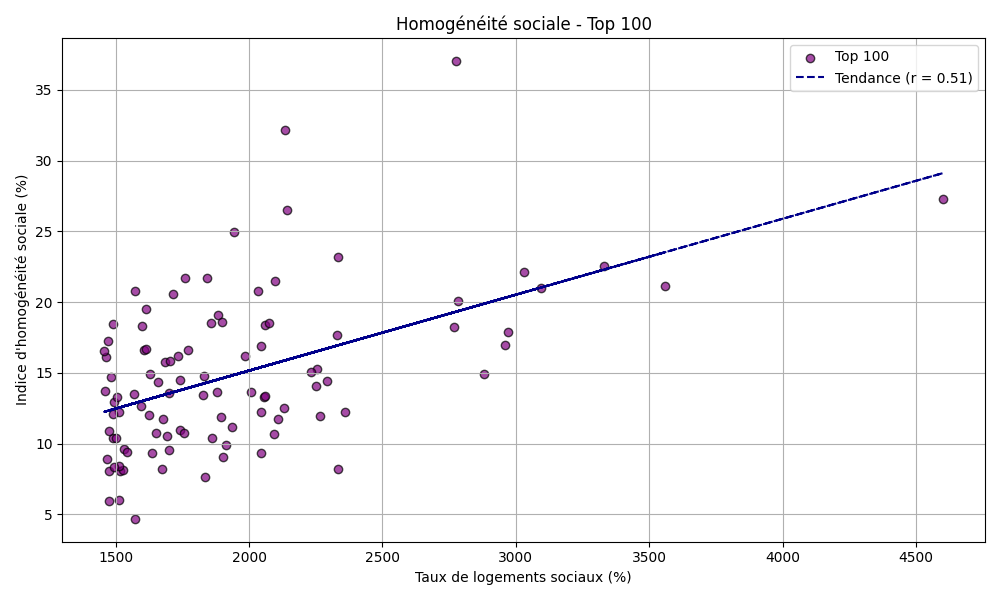 Homogénéité sociale - Top 100
Top 100
Tendance (r = 0.51)
Indice d'homogénéité sociale (%)
35
30
25
20
15
10
5
1500 2000 2500 3000 3500 4000 4500
Taux de logements sociaux (%)